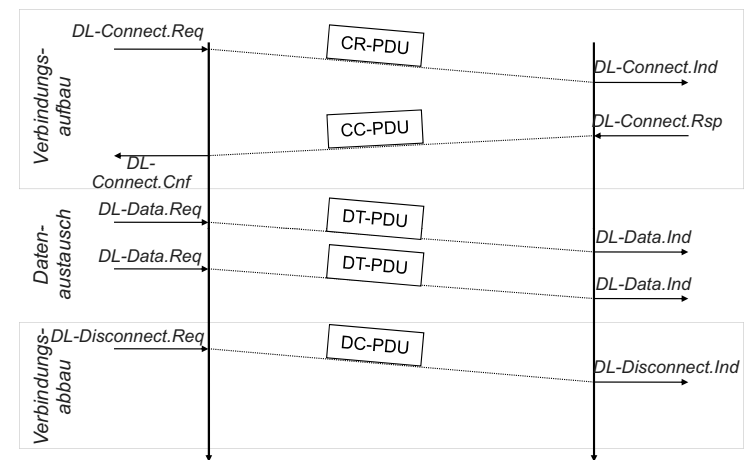 Verbindungs-
aufbau
DL-Connect.Req
CR-PDU
DL-Connect.Ind
CC-PDU
DL-Connect.Rsp
DL-
Connect.Cnf
Daten-
austausch
DL-Data.Req
DT-PDU
DL-Data.Ind
DL-Data.Req
DT-PDU
DL-Data.Ind
Verbindungs-
abbau
DL-Disconnect.Req
DC-PDU
DL-Disconnect.Ind